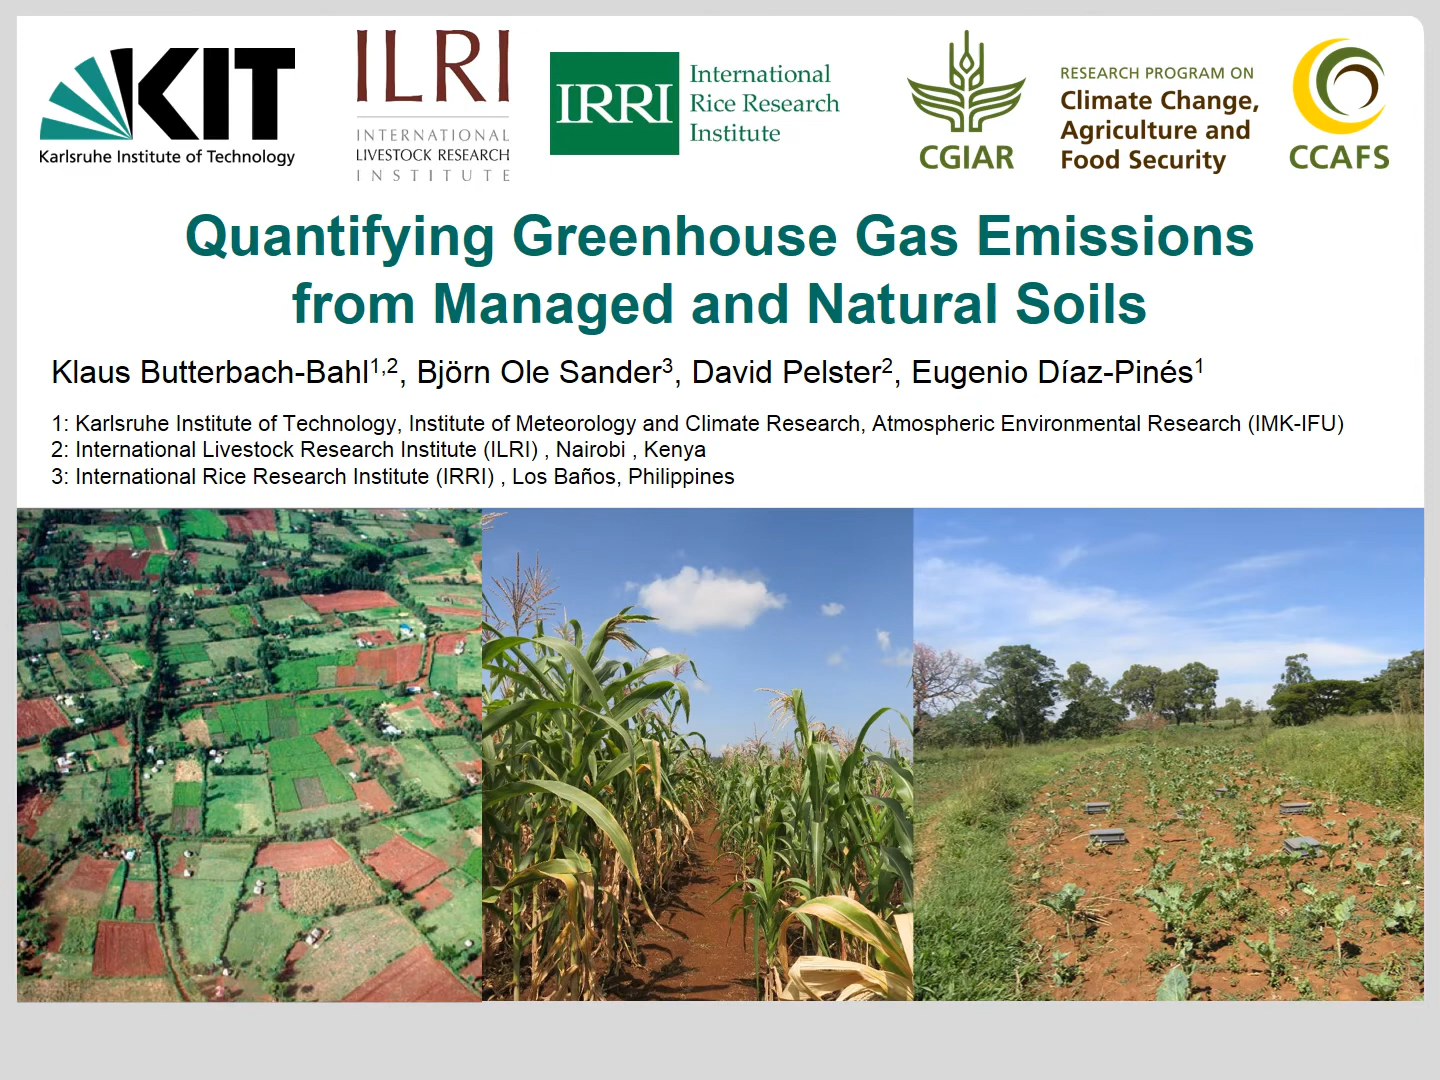 KIT
Karlsruhe Institute of Technology
ILRI
INTERNATIONAL
LIVESTOCK RESEARCH
INSTITUTE
IRRI
International
Rice Research
Institute
CGIAR
RESEARCH PROGRAM ON
Climate Change,
Agriculture and
Food Security
CCAFS
Quantifying Greenhouse Gas Emissions
from Managed and Natural Soils
Klaus Butterbach-Bahl1,2, Björn Ole Sander3, David Pelster2, Eugenio Díaz-Pinés1
1: Karlsruhe Institute of Technology, Institute of Meteorology and Climate Research, Atmospheric Environmental Research (IMK-IFU)
2: International Livestock Research Institute (ILRI) , Nairobi , Kenya
3: International Rice Research Institute (IRRI) , Los Baños, Philippines